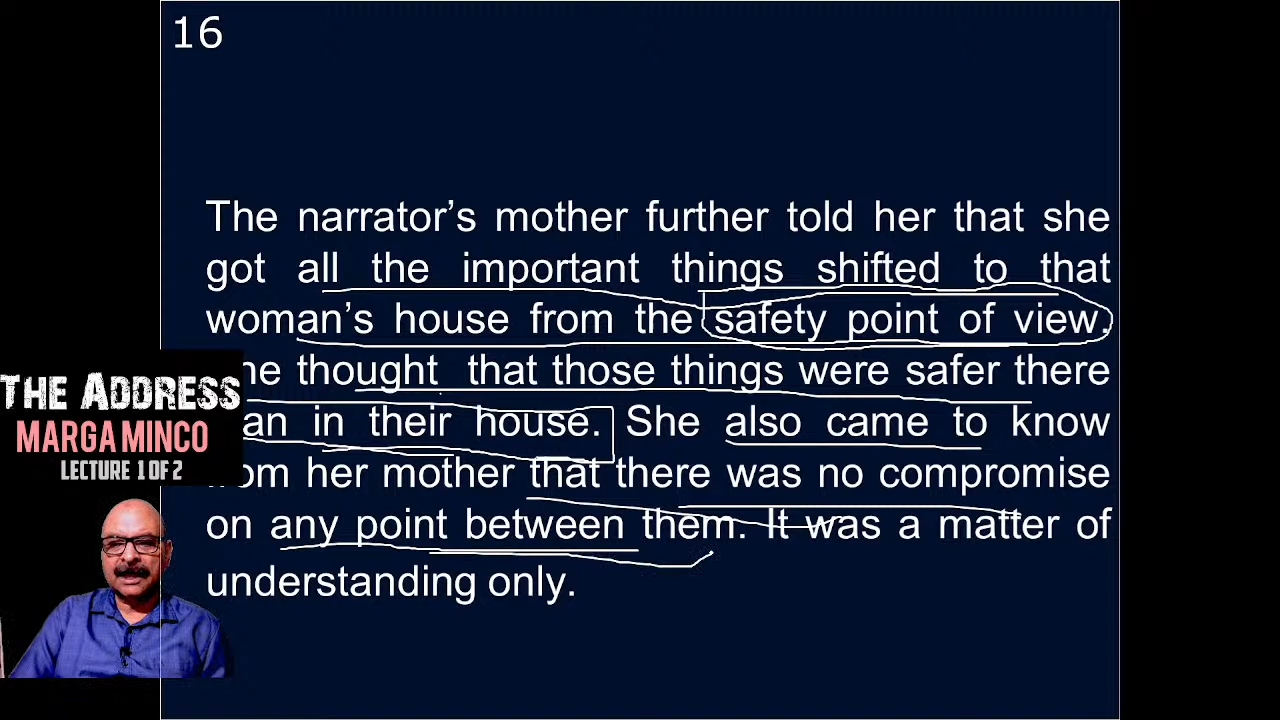 16
The narrator's mother further told her that she
got all the important things shifted to that
woman's house from the safety point of view.
he thought that those things were safer there
an in their house. She also came to know
om her mother that there was no compromise
on any point between them. It was a matter of
understanding only.
THE ADDRESS
MARGA MINCO
LECTURE 1 OF 2